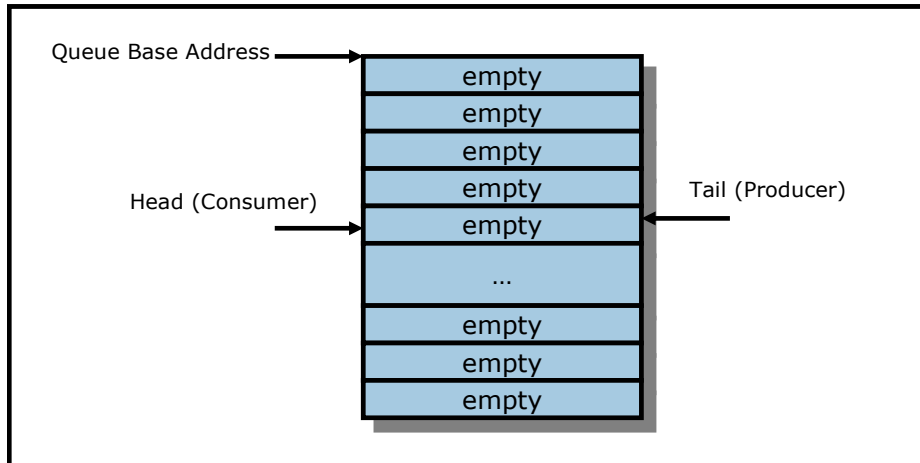 Queue Base Address
empty
empty
empty
empty
Head (Consumer)
Tail (Producer)
empty
...
empty
empty
empty